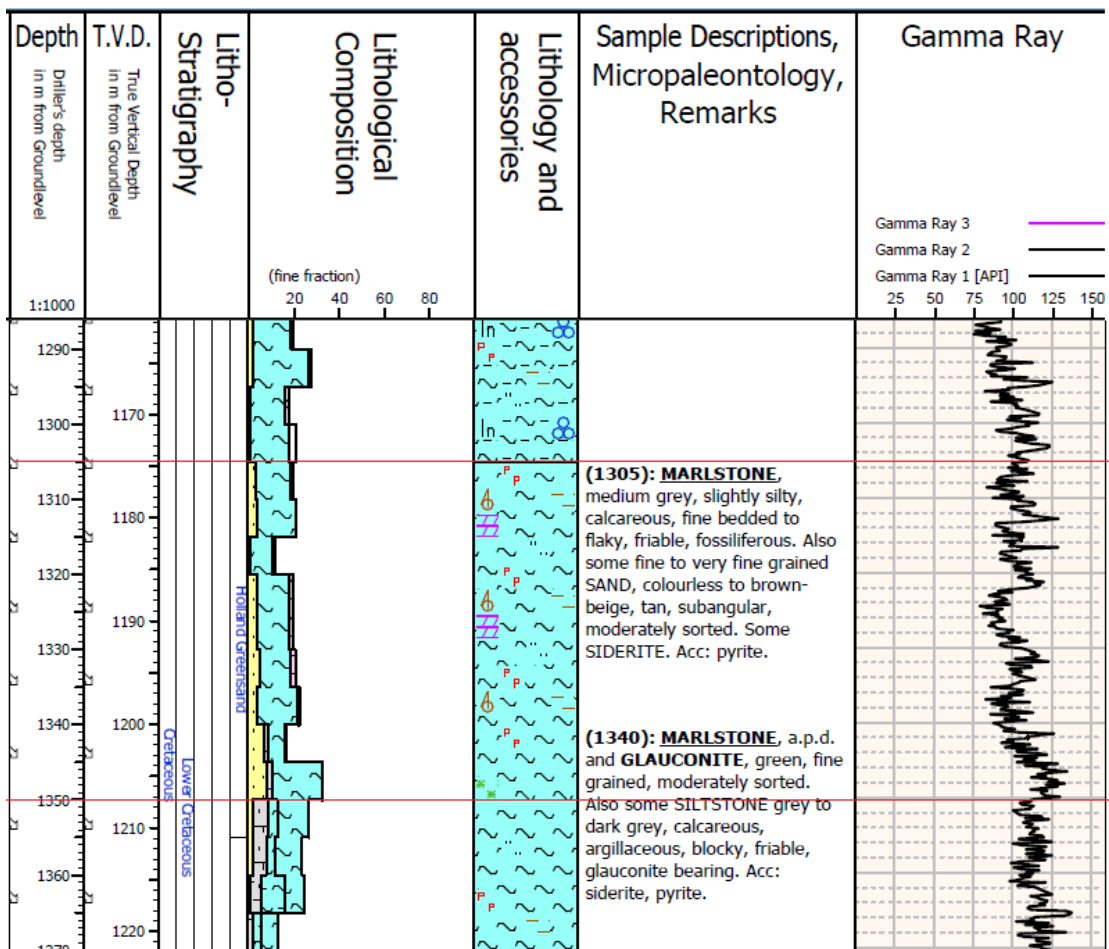 Depth
Driller's depth
in m from Groundlevel
1:1000
T.V.D.
True Vertical Depth
in m from Groundlevel
Litho-
Stratigraphy
Lithological
Composition
(fine fraction)
20 40 60 80
Lithology and
accessories
Sample Descriptions,
Micropaleontology,
Remarks
Gamma Ray
Gamma Ray 3
Gamma Ray 2
Gamma Ray 1 [API]
25 50 75 100 125 150
1290
1300
1310
1320
1330
1340
1350
1360
1370
1170
1180
1190
1200
1210
1220
Cretaceous
Lower Cretaceous
Holland Greensand
In
P
P
In
P
P
P
P
P
P
P
P
P
P
(1305): MARLSTONE,
medium grey, slightly silty,
calcareous, fine bedded to
flaky, friable, fossiliferous. Also
some fine to very fine grained
SAND, colourless to brown-
beige, tan, subangular,
moderately sorted. Some
SIDERITE. Acc: pyrite.
(1340): MARLSTONE, a.p.d.
and GLAUCONITE, green, fine
grained, moderately sorted.
Also some SILTSTONE grey to
dark grey, calcareous,
argillaceous, blocky, friable,
glauconite bearing. Acc:
siderite, pyrite.